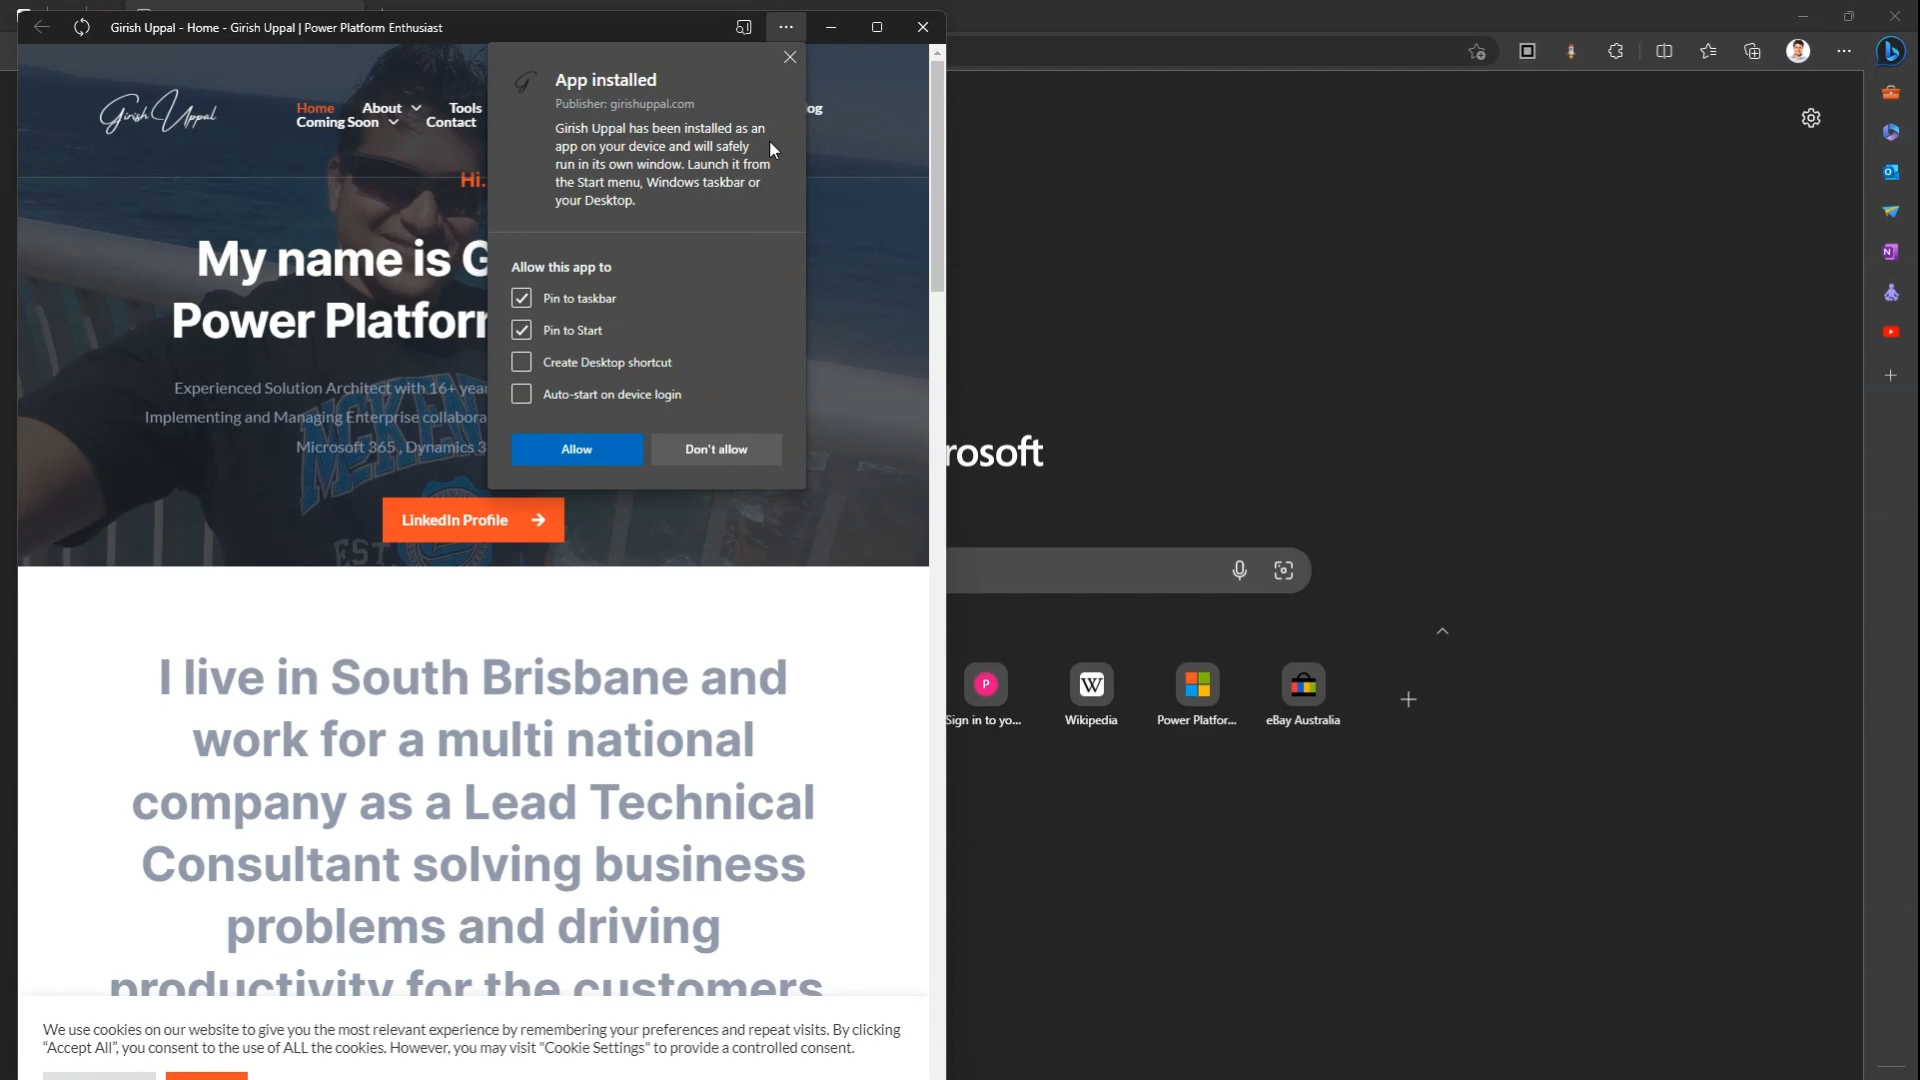 Girish Uppal - Home - Girish Uppal | Power Platform Enthusiast
Girish Uppal
Home About Tools
Coming Soon Contact
og
Hi.
My name is G
Power Platfor
Experienced Solution Architect with 16+ yea
Implementing and Managing Enterprise collabora
Microsoft 365 , Dynamics 3
LinkedIn Profile
App installed
Publisher: girishuppal.com
Girish Uppal has been installed as an
app on your device and will safely
run in its own window. Launch it from
the Start menu, Windows taskbar or
your Desktop.
Allow this app to
Pin to taskbar
Pin to Start
Create Desktop shortcut
Auto-start on device login
Allow Don't allow
I live in South Brisbane and
work for a multi national
company as a Lead Technical
Consultant solving business
problems and driving
productivity for the customers
We use cookies on our website to give you the most relevant experience by remembering your preferences and repeat visits. By clicking
"Accept All", you consent to the use of ALL the cookies. However, you may visit "Cookie Settings" to provide a controlled consent.
rosoft
P
W
Sign in to yo... Wikipedia Power Platfor... eBay Australia